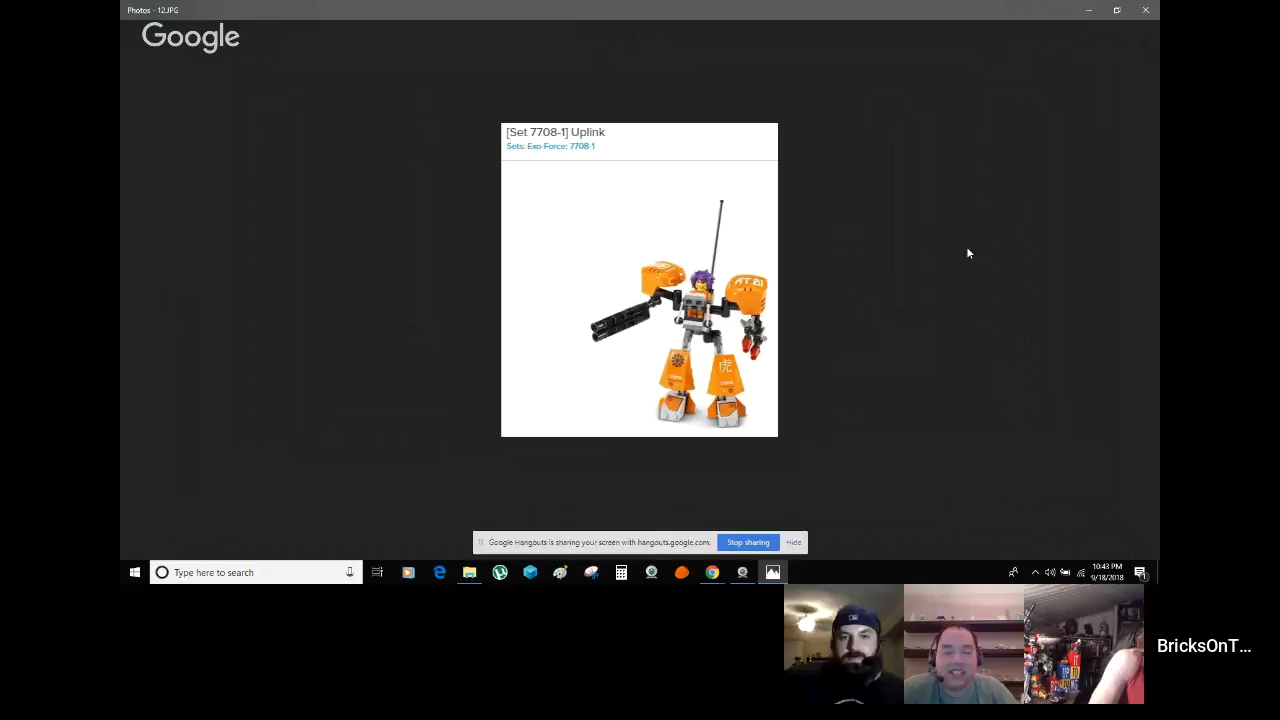 Photos - 12.JPG
Google
[Set 7708-1] Uplink
Sets: Exo-Force: 7708-1
AT 01
虎
Google Hangouts is sharing your screen with hangouts.google.com.
Stop sharing
Hide
Type here to search
10:43 PM
9/18/2018
BricksOnT...